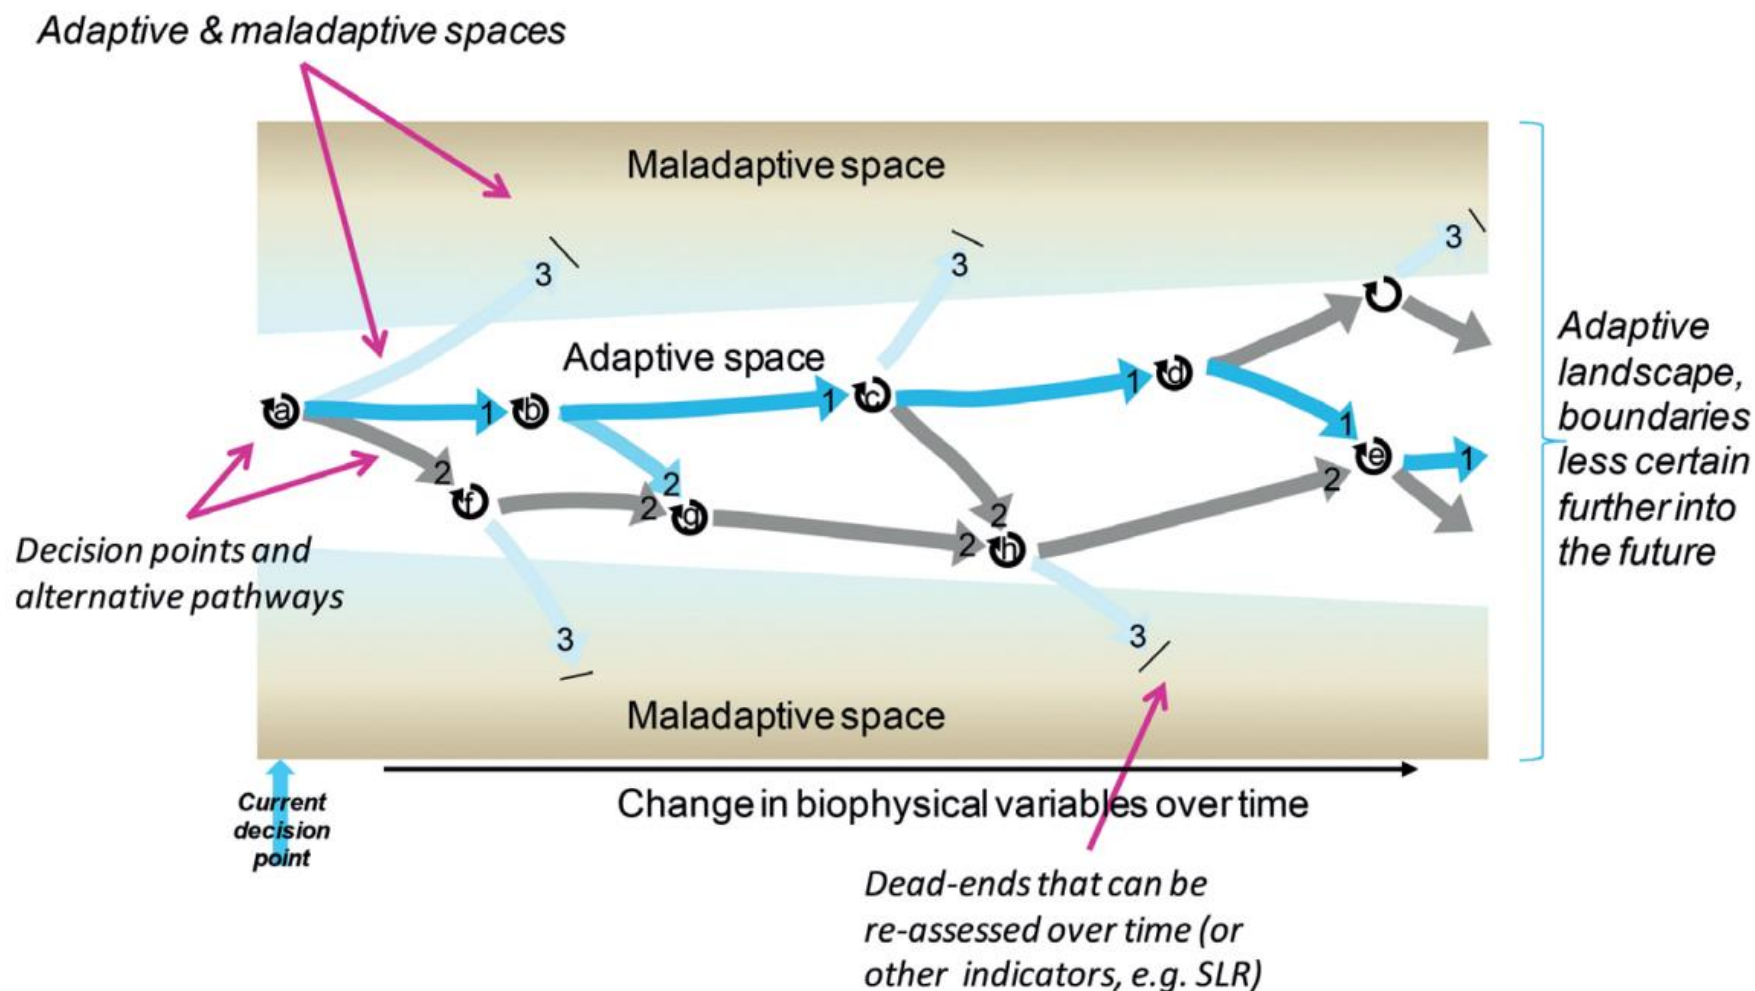 Adaptive & maladaptive spaces
Maladaptive space
3
3
3
Adaptive space
a
1
b
1
c
1
d
1
e
1
2
f
2
2
g
2
2
h
2
3
3
Decision points and
alternative pathways
Maladaptive space
Adaptive
landscape,
boundaries
less certain
further into
the future
Current
decision
point
Change in biophysical variables over time
Dead-ends that can be
re-assessed over time (or
other indicators, e.g. SLR)